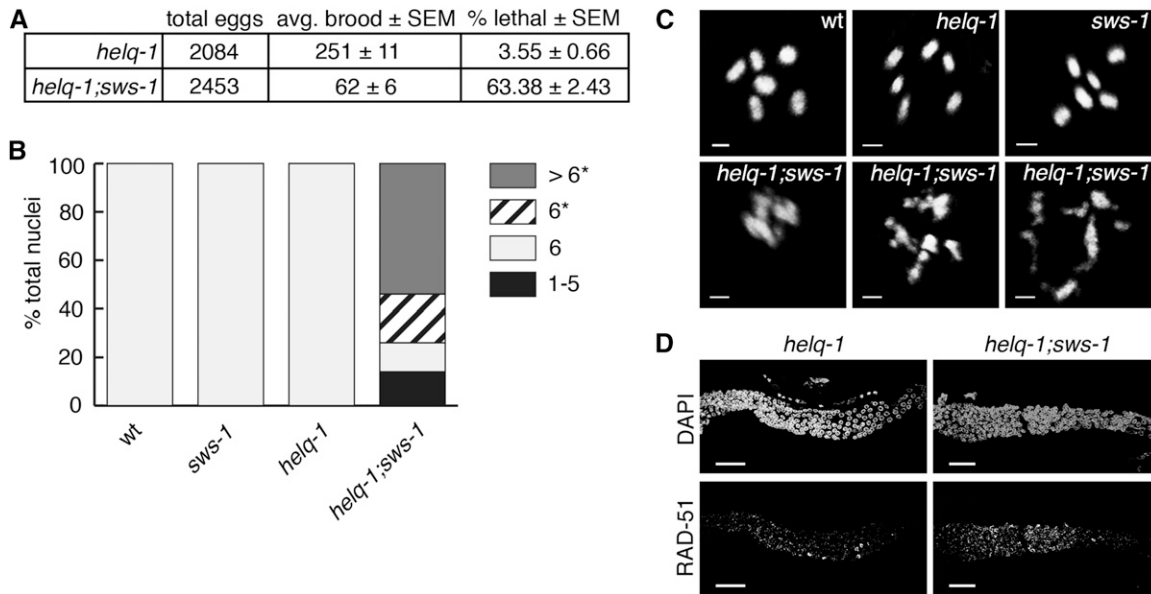 A
total eggs avg. brood ± SEM % lethal ± SEM
helq-1 2084 251 ± 11 3.55 ± 0.66
helq-1;sws-1 2453 62 ± 6 63.38 ± 2.43
B
100
80
60
40
20
0
% total nuclei
> 6*
6*
6
1-5
wt
sws-1
helq-1
helq-1;sws-1
C
wt helq-1 sws-1
helq-1;sws-1 helq-1;sws-1 helq-1;sws-1
D
helq-1 helq-1;sws-1
DAPI
RAD-51